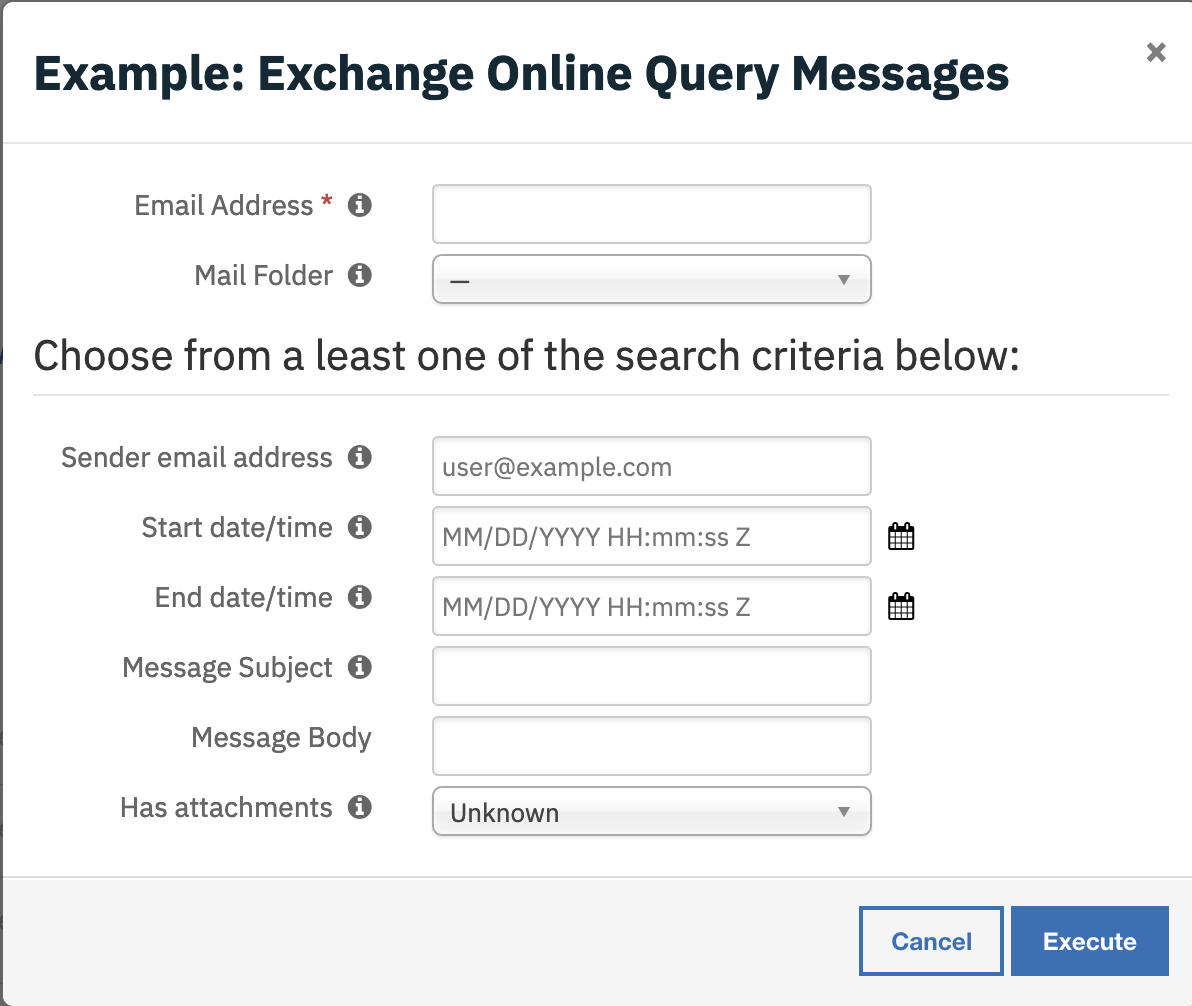 Example: Exchange Online Query Messages
Email Address *
Mail Folder
—
Choose from a least one of the search criteria below:
Sender email address
user@example.com
Start date/time
MM/DD/YYYY HH:mm:ss Z
End date/time
MM/DD/YYYY HH:mm:ss Z
Message Subject
Message Body
Has attachments
Unknown
Cancel
Execute